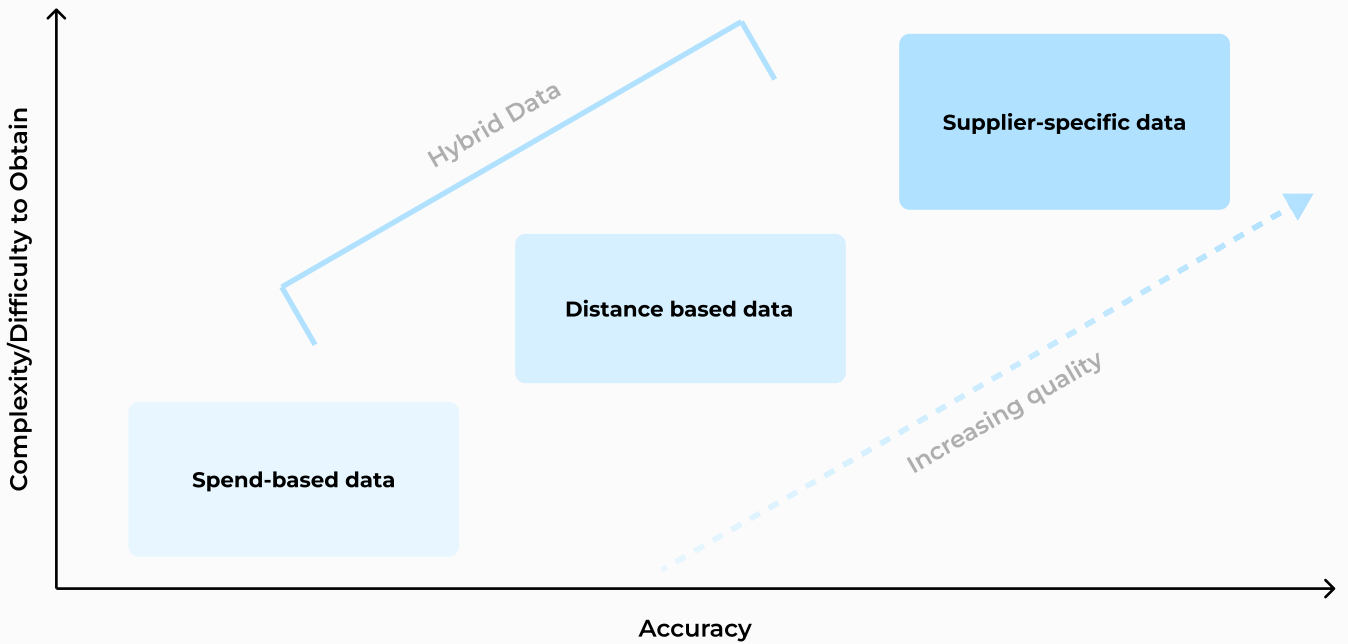 Complexity/Difficulty to Obtain
Hybrid Data
Supplier-specific data
Distance based data
Increasing quality
Spend-based data
Accuracy